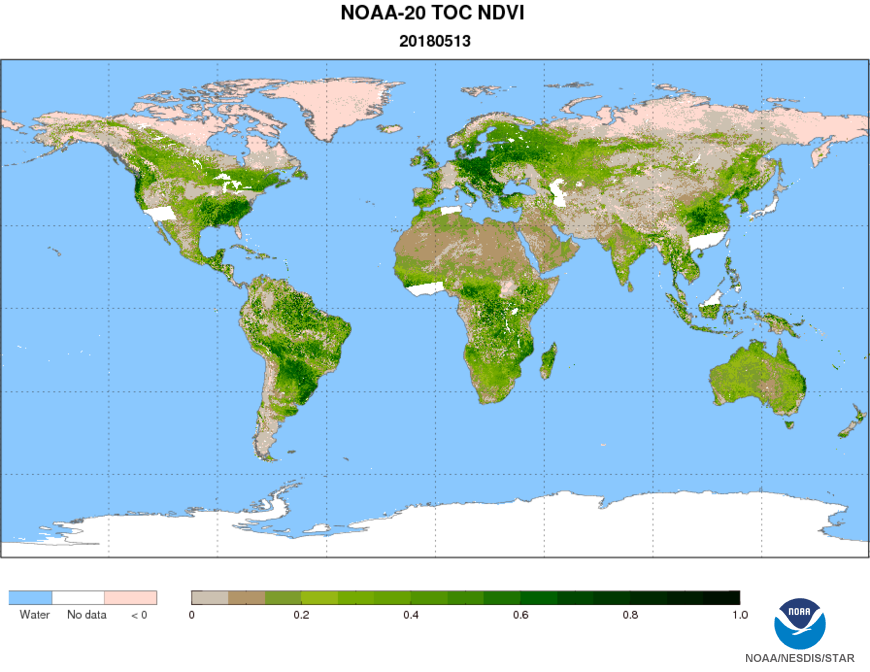 NOAA-20 TOC NDVI
20180513
Water No data < 0
0 0.2 0.4 0.6 0.8 1.0
NOAA
NOAA/NESDIS/STAR